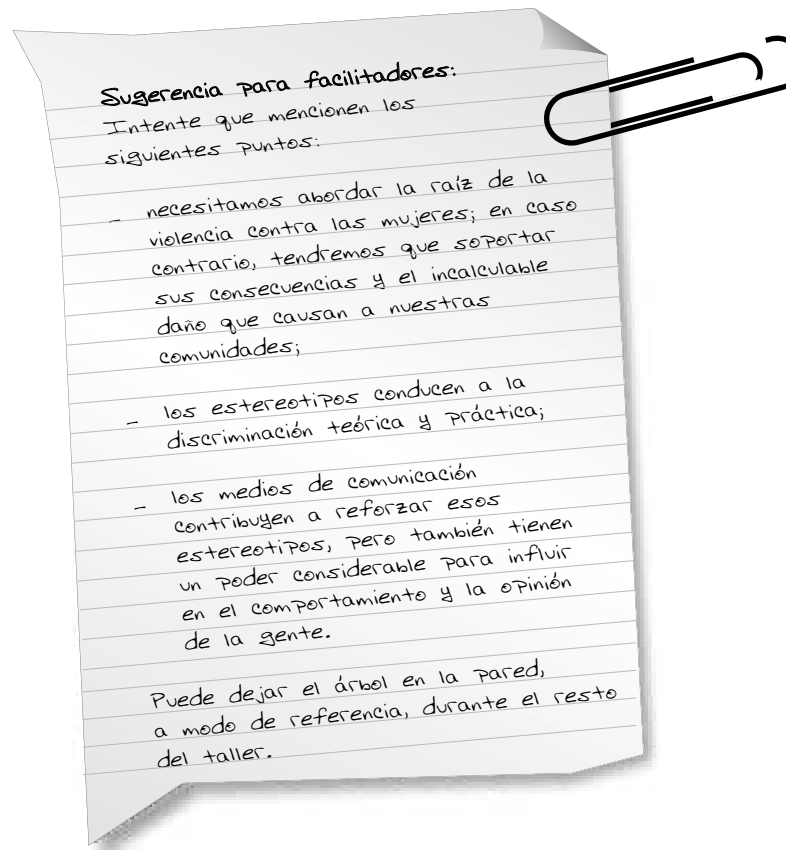 Sugerencia para facilitadores:
Intente que mencionen los
siguientes puntos:
- necesitamos abordar la raíz de la
violencia contra las mujeres; en caso
contrario, tendremos que soportar
sus consecuencias y el incalculable
daño que causan a nuestras
comunidades;
- los estereotipos conducen a la
discriminación teórica y práctica;
- los medios de comunicación
contribuyen a reforzar esos
estereotipos, pero también tienen
un poder considerable para influir
en el comportamiento y la opinión
de la gente.
Puede dejar el árbol en la pared,
a modo de referencia, durante el resto
del taller.